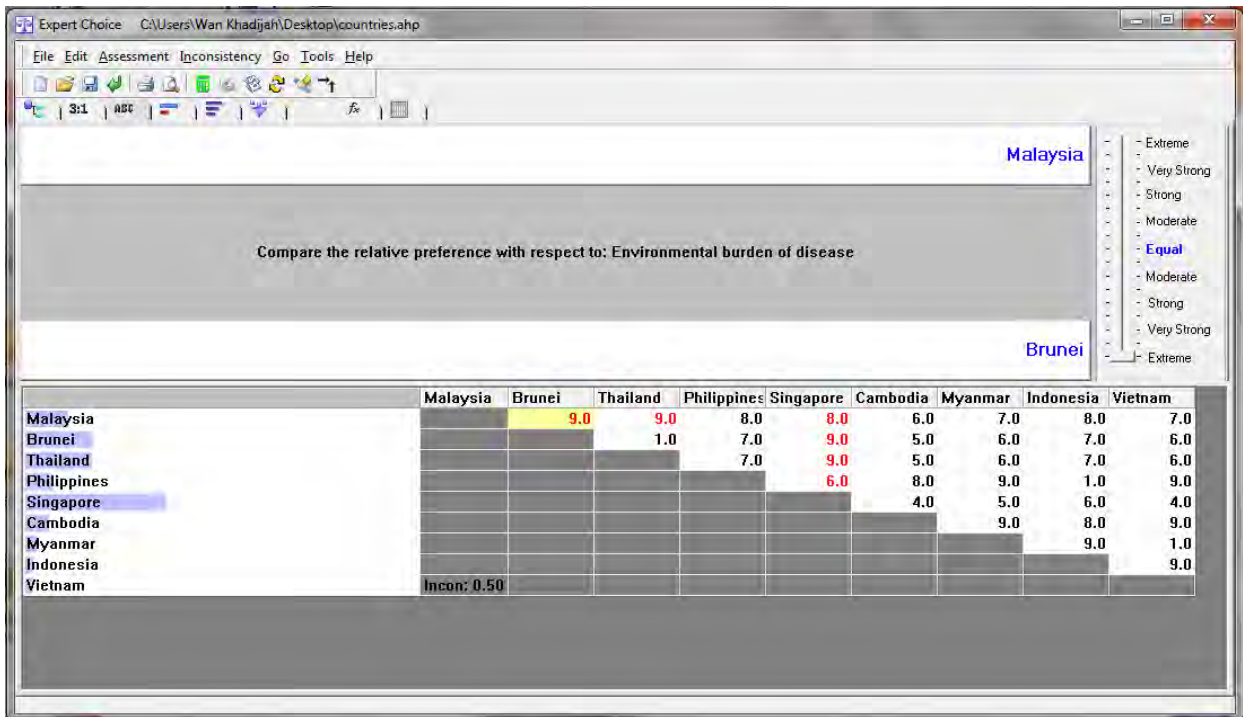 Expert Choice C:\Users\Wan Khadijah\Desktop\countries.ahp
File Edit Assessment Inconsistency Go Tools Help
3:1 ABC fx
Malaysia
Extreme
Very Strong
Strong
Moderate
Compare the relative preference with respect to: Environmental burden of disease
Equal
Moderate
Strong
Very Strong
Brunei
Extreme
Malaysia Brunei Thailand Philippines Singapore Cambodia Myanmar Indonesia Vietnam
Malaysia 9.0 9.0 8.0 8.0 6.0 7.0 8.0 7.0
Brunei 1.0 7.0 9.0 5.0 6.0 7.0 6.0
Thailand 7.0 9.0 5.0 6.0 7.0 6.0
Philippines 6.0 8.0 9.0 1.0 9.0
Singapore 4.0 5.0 6.0 4.0
Cambodia 9.0 8.0 9.0
Myanmar 9.0 1.0
Indonesia 9.0
Vietnam Incon: 0.50